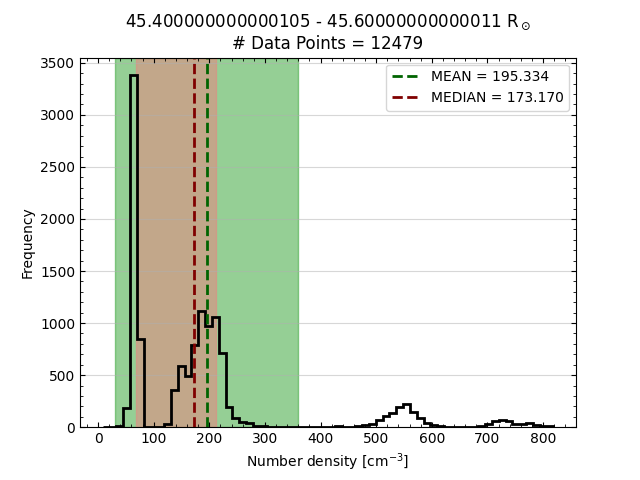 45.400000000000105 - 45.60000000000011 R⊙
# Data Points = 12479
MEAN = 195.334
MEDIAN = 173.170
3500
3000
2500
2000
1500
1000
500
0
Frequency
0 100 200 300 400 500 600 700 800
Number density [cm⁻³]